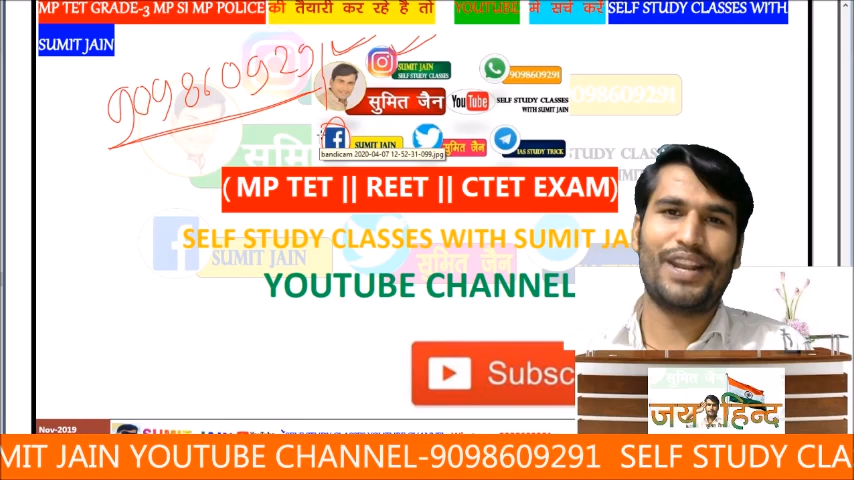 MP TET GRADE-3 MP SI MP POLICE की तैयारी कर रहे है तो YOUTUBE में सर्च करें SELF STUDY CLASSES WITH
SUMIT JAIN
9098609291
SUMIT JAIN
SELF STUDY CLASSES
9098609291
सुमित जैन
YouTube
SELF STUDY CLASSES
WITH SUMIT JAIN
9098609291
SUMIT JAIN
सुमित जैन
IAS STUDY TRICK
bandicam 2020-04-07 12-52-31-099.jpg
( MP TET || REET || CTET EXAM)
SELF STUDY CLASSES WITH SUMIT JA
SUMIT JAIN
सुमित जैन
YOUTUBE CHANNEL
Subsc
सुमित जैन
जय हिन्द
Nov-2019
MIT JAIN YOUTUBE CHANNEL-9098609291 SELF STUDY CLA